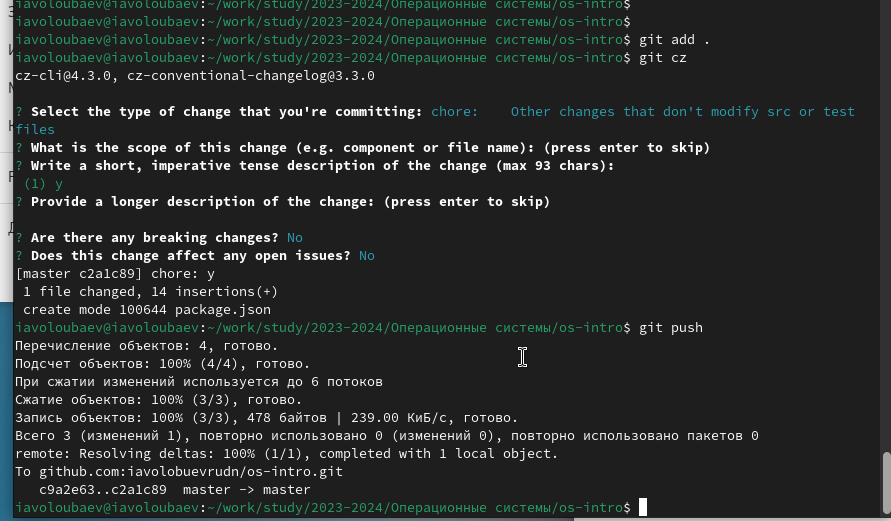 iavoloubaev@iavoloubaev:~/work/study/2023-2024/Операционные системы/os-intro$
iavoloubaev@iavoloubaev:~/work/study/2023-2024/Операционные системы/os-intro$
iavoloubaev@iavoloubaev:~/work/study/2023-2024/Операционные системы/os-intro$ git add .
iavoloubaev@iavoloubaev:~/work/study/2023-2024/Операционные системы/os-intro$ git cz
cz-cli@4.3.0, cz-conventional-changelog@3.3.0
? Select the type of change that you're committing: chore:    Other changes that don't modify src or test
files
? What is the scope of this change (e.g. component or file name): (press enter to skip)
? Write a short, imperative tense description of the change (max 93 chars):
(1) y
? Provide a longer description of the change: (press enter to skip)
? Are there any breaking changes? No
? Does this change affect any open issues? No
[master c2a1c89] chore: y
1 file changed, 14 insertions(+)
create mode 100644 package.json
iavoloubaev@iavoloubaev:~/work/study/2023-2024/Операционные системы/os-intro$ git push
Перечисление объектов: 4, готово.
Подсчет объектов: 100% (4/4), готово.
При сжатии изменений используется до 6 потоков
Сжатие объектов: 100% (3/3), готово.
Запись объектов: 100% (3/3), 478 байтов | 239.00 КиБ/с, готово.
Всего 3 (изменений 1), повторно использовано 0 (изменений 0), повторно использовано пакетов 0
remote: Resolving deltas: 100% (1/1), completed with 1 local object.
To github.com:iavolobuevrudn/os-intro.git
c9a2e63..c2a1c89  master -> master
iavoloubaev@iavoloubaev:~/work/study/2023-2024/Операционные системы/os-intro$